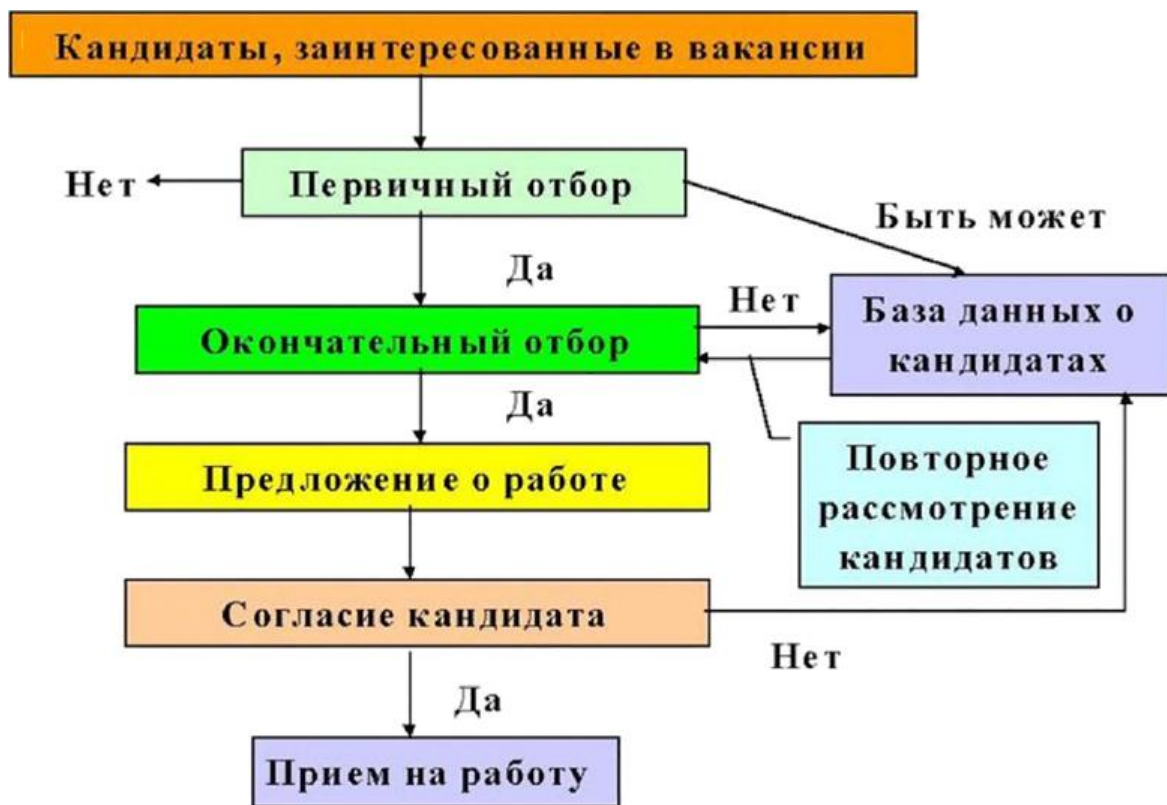 Кандидаты, заинтересованные в вакансии
Нет
Первичный отбор
Быть может
Да
Нет
База данных о
кандидатах
Окончательный отбор
Да
Повторное
рассмотрение
кандидатов
Предложение о работе
Согласие кандидата
Нет
Да
Прием на работу